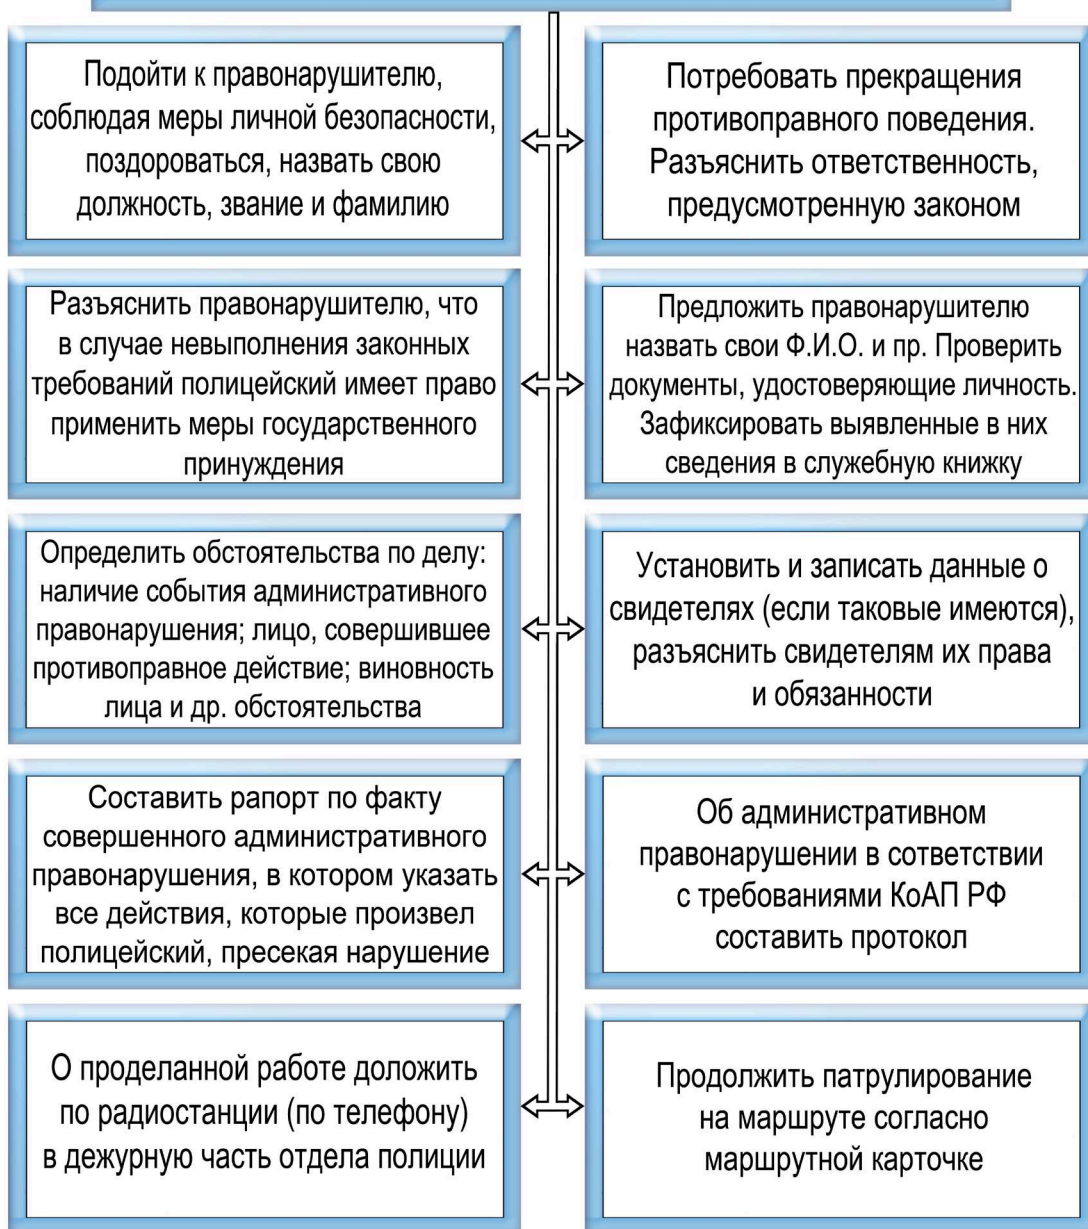 Подойти к правонарушителю,
соблюдая меры личной безопасности,
поздороваться, назвать свою
должность, звание и фамилию
Потребовать прекращения
противоправного поведения.
Разъяснить ответственность,
предусмотренную законом
Разъяснить правонарушителю, что
в случае невыполнения законных
требований полицейский имеет право
применить меры государственного
принуждения
Предложить правонарушителю
назвать свои Ф.И.О. и пр. Проверить
документы, удостоверяющие личность.
Зафиксировать выявленные в них
сведения в служебную книжку
Определить обстоятельства по делу:
наличие события административного
правонарушения; лицо, совершившее
противоправное действие; виновность
лица и др. обстоятельства
Установить и записать данные о
свидетелях (если таковые имеются),
разъяснить свидетелям их права
и обязанности
Составить рапорт по факту
совершенного административного
правонарушения, в котором указать
все действия, которые произвел
полицейский, пресекая нарушение
Об административном
правонарушении в сответствии
с требованиями КоАП РФ
составить протокол
О проделанной работе доложить
по радиостанции (по телефону)
в дежурную часть отдела полиции
Продолжить патрулирование
на маршруте согласно
маршрутной карточке